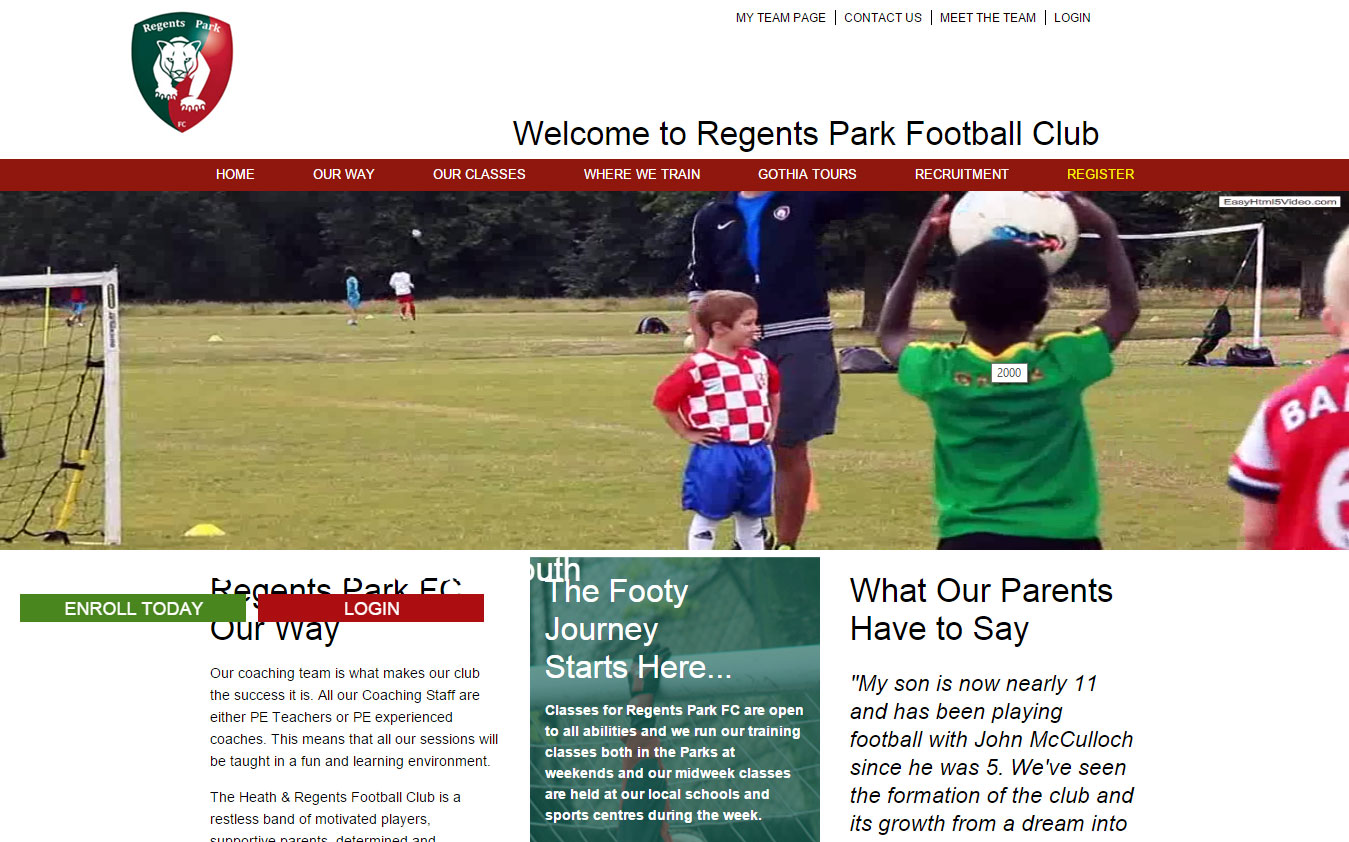 Regents Park
FC
MY TEAM PAGE
CONTACT US
MEET THE TEAM
LOGIN
Welcome to Regents Park Football Club
HOME
OUR WAY
OUR CLASSES
WHERE WE TRAIN
GOTHIA TOURS
RECRUITMENT
REGISTER
EasyHtml5Video.com
2000
ENROLL TODAY
LOGIN
Regents Park FC
Our Way
Our coaching team is what makes our club
the success it is. All our Coaching Staff are
either PE Teachers or PE experienced
coaches. This means that all our sessions will
be taught in a fun and learning environment.
The Heath & Regents Football Club is a
restless band of motivated players,
supportive parents, determined and
The Footy
Journey
Starts Here...
Classes for Regents Park FC are open
to all abilities and we run our training
classes both in the Parks at
weekends and our midweek classes
are held at our local schools and
sports centres during the week.
What Our Parents
Have to Say
"My son is now nearly 11
and has been playing
football with John McCulloch
since he was 5. We've seen
the formation of the club and
its growth from a dream into